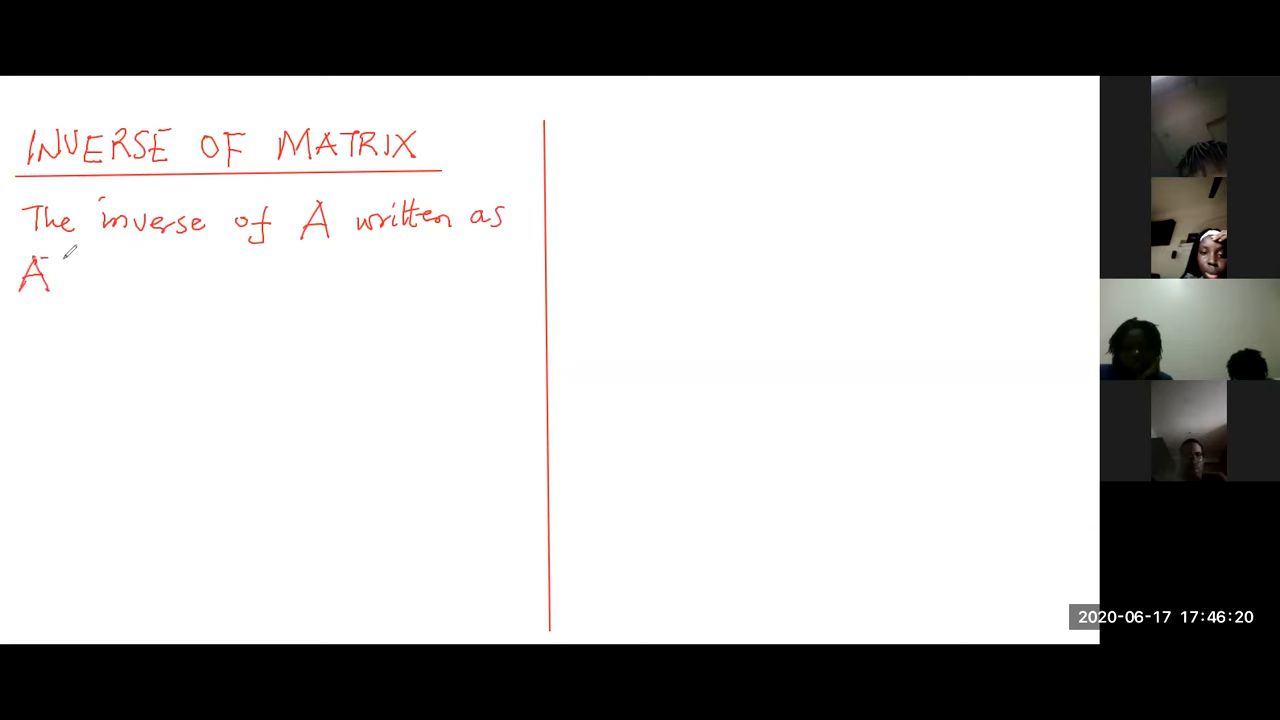 INVERSE OF MATRIX
The inverse of A written as
A⁻
2020-06-17 17:46:20